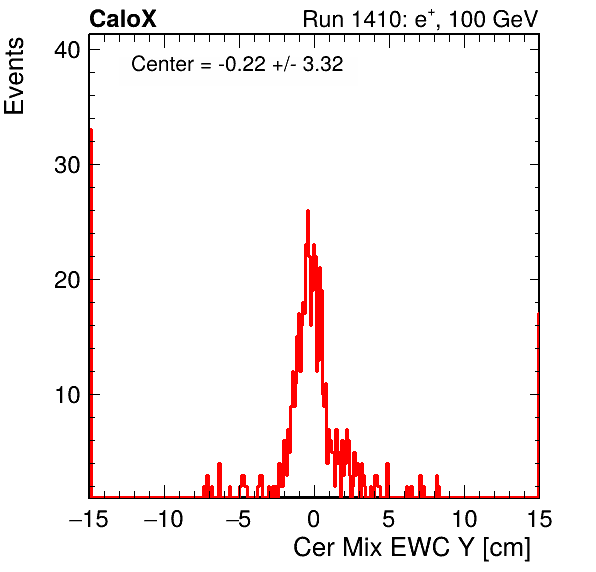 CaloX Run 1410: e⁺, 100 GeV
Events
Center = -0.22 +/- 3.32
40
30
20
10
−15 −10 −5 0 5 10 15
Cer Mix EWC Y [cm]